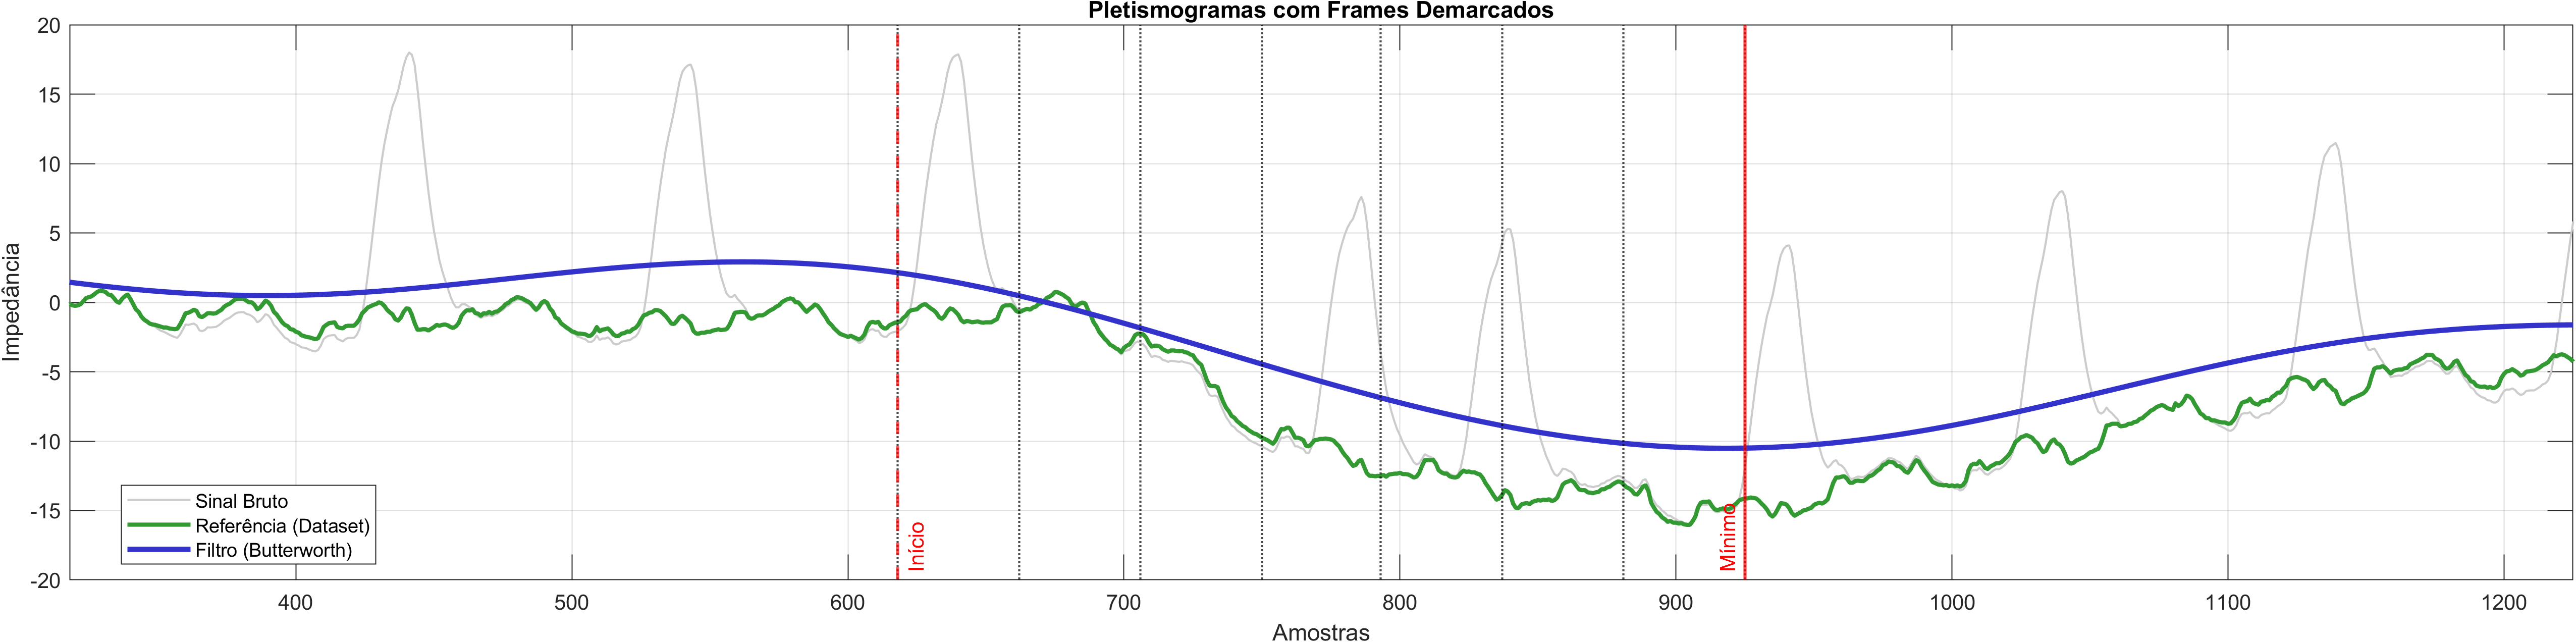 Pletismogramas com Frames Demarcados
20
15
10
5
0
-5
-10
-15
-20
Impedância
Sinal Bruto
Referência (Dataset)
Filtro (Butterworth)
Início
Mínimo
400 500 600 700 800 900 1000 1100 1200
Amostras